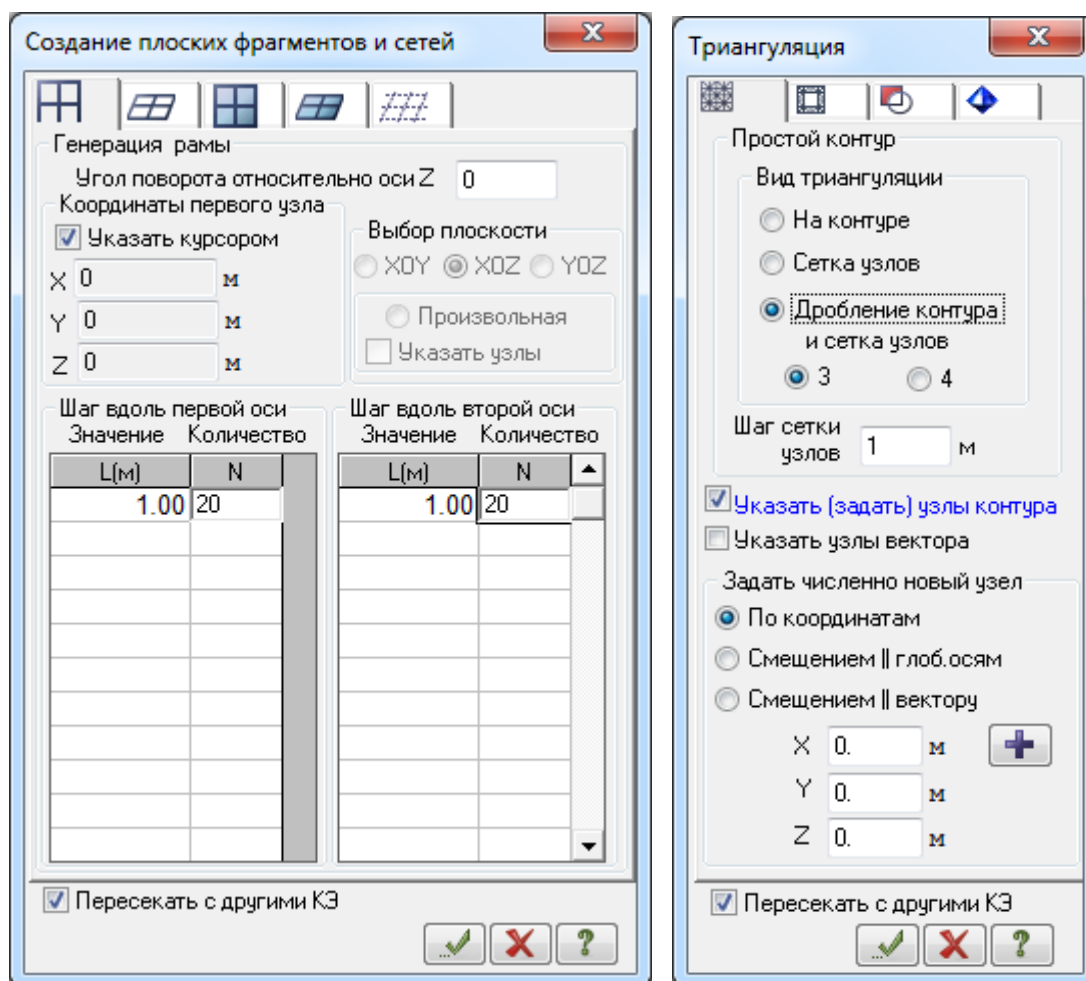 Создание плоских фрагментов и сетей
Генерация рамы
Угол поворота относительно оси Z 0
Координаты первого узла
Указать курсором
X 0 м
Y 0 м
Z 0 м
Выбор плоскости
XOY XOZ YOZ
Произвольная
Указать узлы
Шаг вдоль первой оси
Значение Количество
L(м) N
1.00 20
Шаг вдоль второй оси
Значение Количество
L(м) N
1.00 20
Пересекать с другими КЭ
?
Триангуляция
Простой контур
Вид триангуляции
На контуре
Сетка узлов
Дробление контура
и сетка узлов
3 4
Шаг сетки
узлов 1 м
Указать (задать) узлы контура
Указать узлы вектора
Задать численно новый узел
По координатам
Смещением || глоб.осям
Смещением || вектору
X 0. м
Y 0. м
Z 0. м
Пересекать с другими КЭ
?